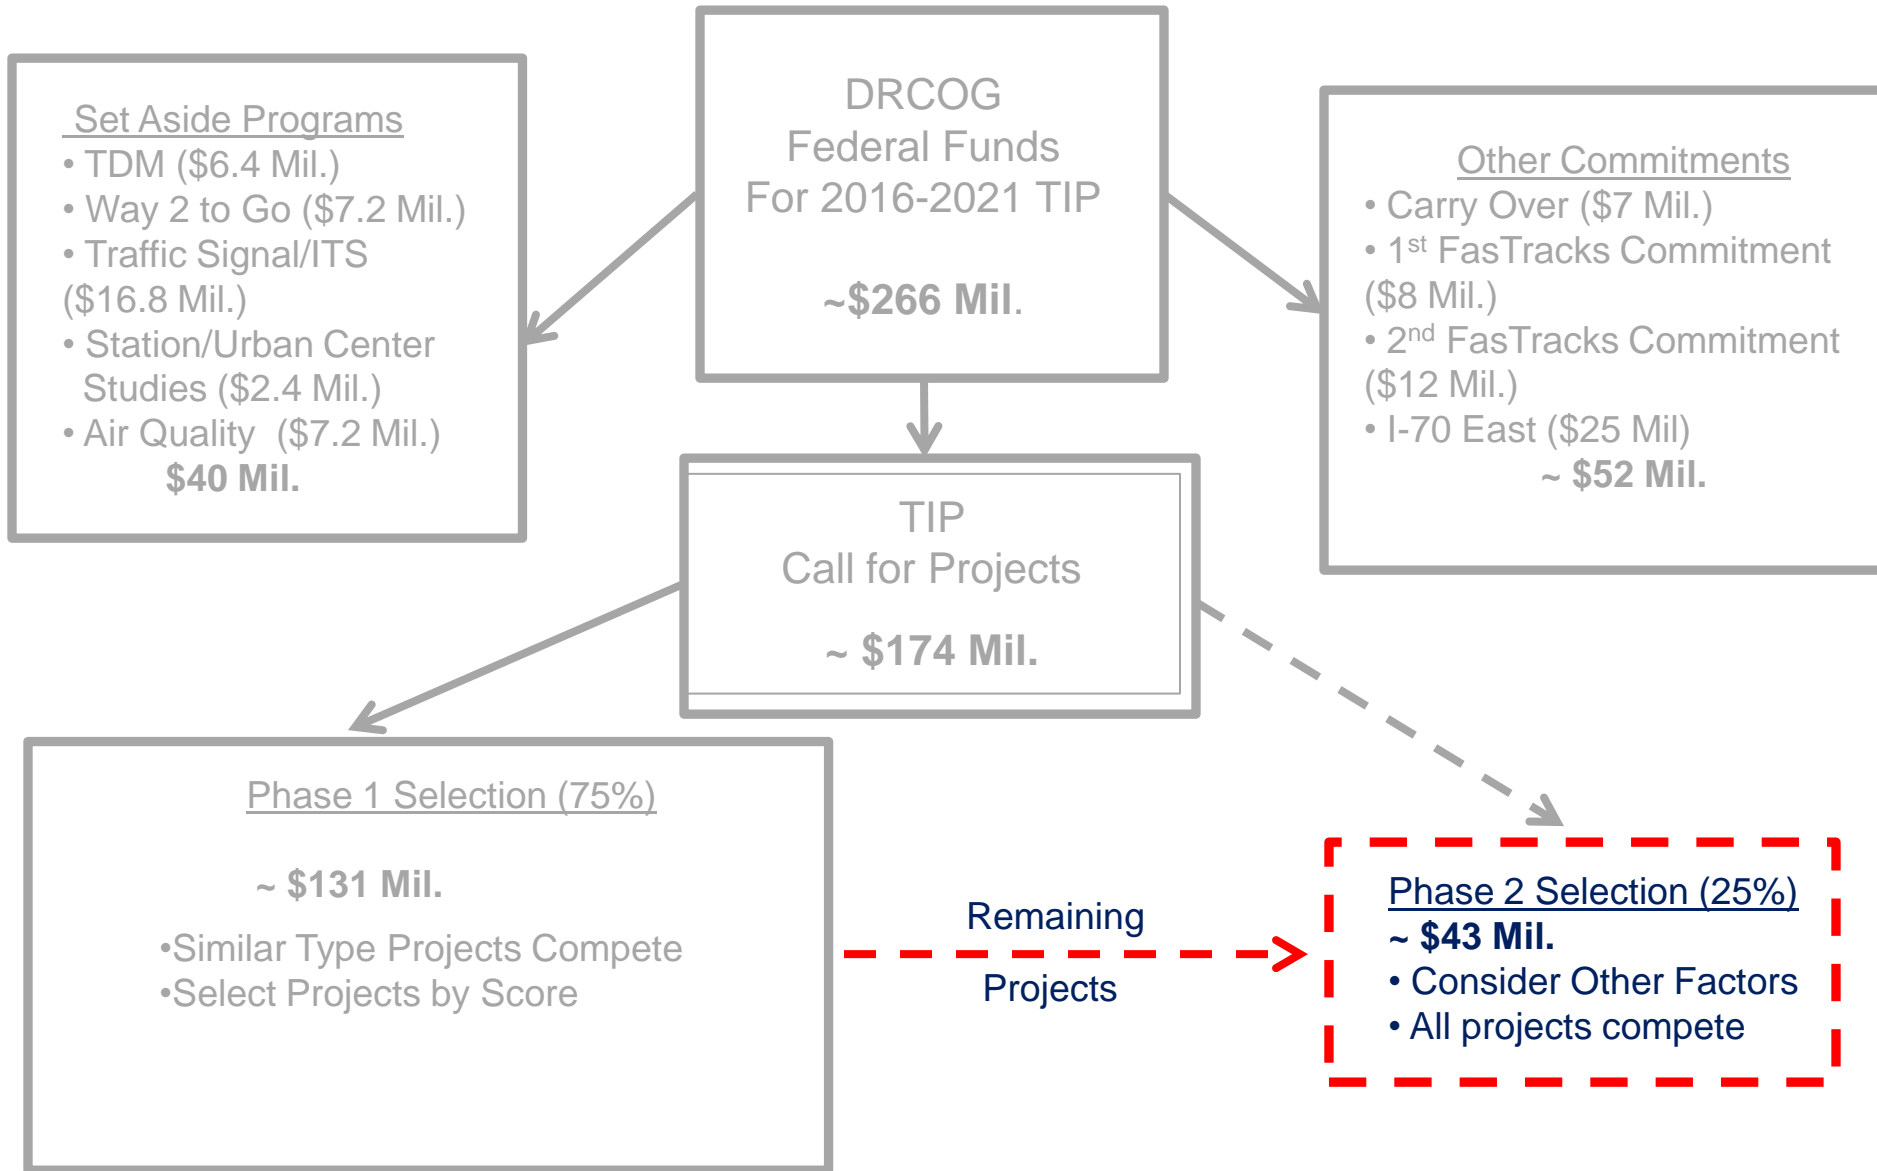 DRCOG
Federal Funds
For 2016-2021 TIP
~$266 Mil.
Set Aside Programs
• TDM ($6.4 Mil.)
• Way 2 to Go ($7.2 Mil.)
• Traffic Signal/ITS
($16.8 Mil.)
• Station/Urban Center
Studies ($2.4 Mil.)
• Air Quality ($7.2 Mil.)
$40 Mil.
Other Commitments
• Carry Over ($7 Mil.)
• 1st FasTracks Commitment
($8 Mil.)
• 2nd FasTracks Commitment
($12 Mil.)
• I-70 East ($25 Mil)
~ $52 Mil.
TIP
Call for Projects
~ $174 Mil.
Phase 1 Selection (75%)
~ $131 Mil.
•Similar Type Projects Compete
•Select Projects by Score
Remaining
Projects
Phase 2 Selection (25%)
~ $43 Mil.
• Consider Other Factors
• All projects compete